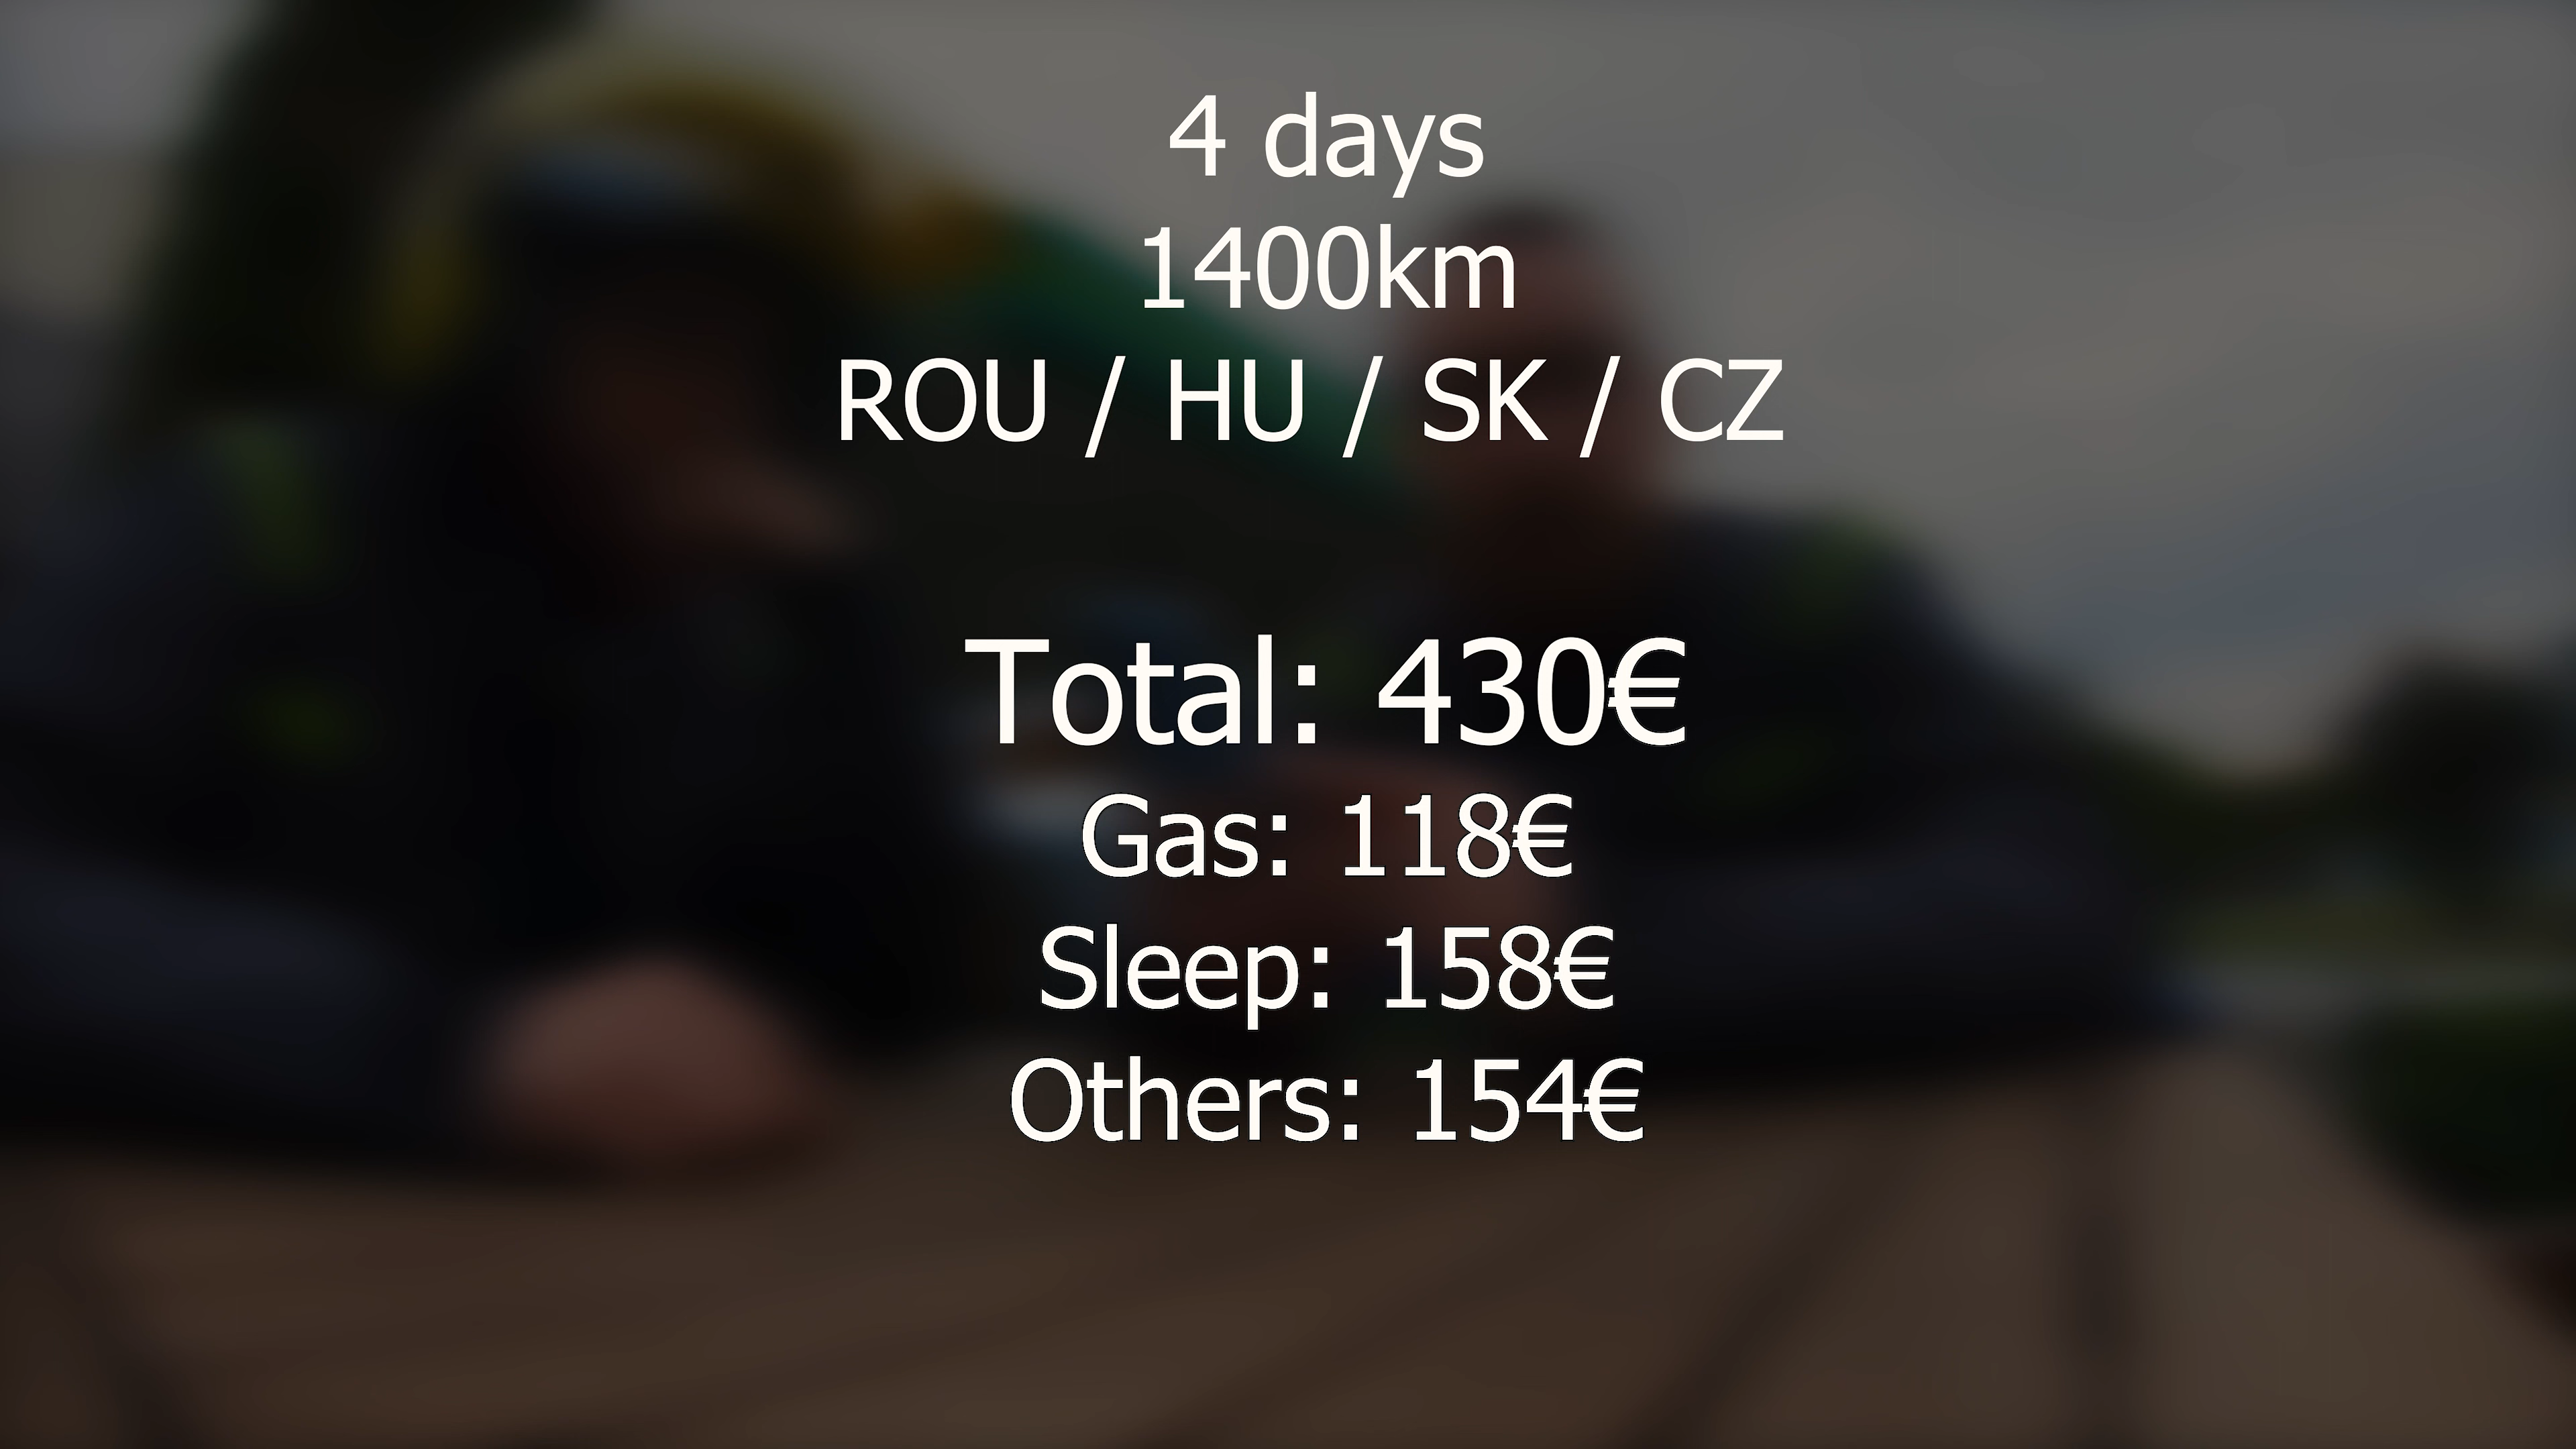 4 days
1400km
ROU / HU / SK / CZ
Total: 430€
Gas: 118€
Sleep: 158€
Others: 154€